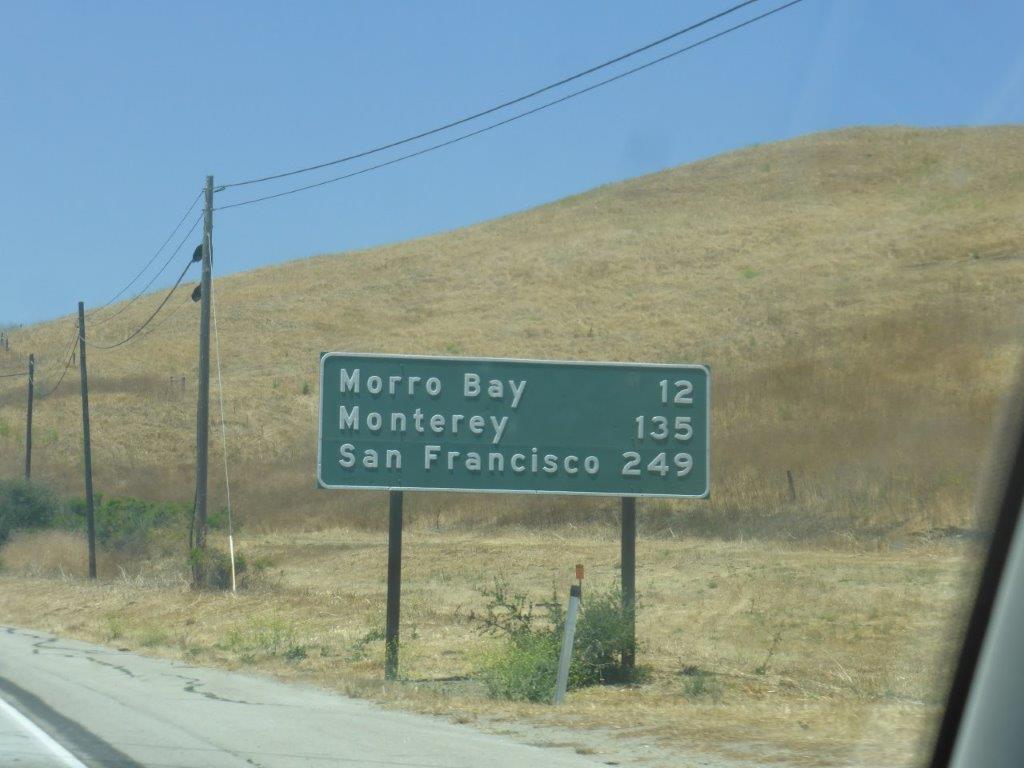 Morro Bay 12
Monterey 135
San Francisco 249